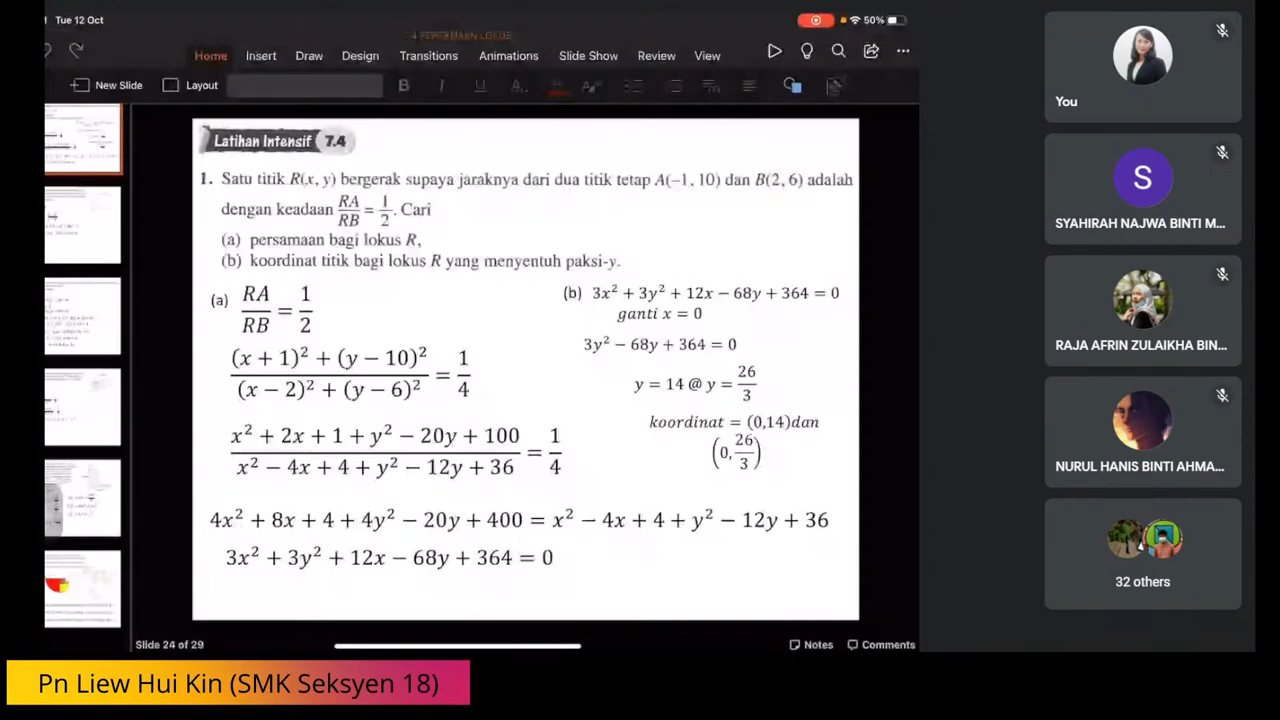 Tue 12 Oct
50%
7.4 PERSAMAAN LOKUS
Home Insert Draw Design Transitions Animations Slide Show Review View
New Slide Layout
B I U A
Latihan Intensif 7.4
1. Satu titik R(x, y) bergerak supaya jaraknya dari dua titik tetap A(−1, 10) dan B(2, 6) adalah
dengan keadaan RA/RB = 1/2. Cari
(a) persamaan bagi lokus R,
(b) koordinat titik bagi lokus R yang menyentuh paksi-y.
(a) RA/RB = 1/2
((x + 1)² + (y − 10)²)/((x − 2)² + (y − 6)²) = 1/4
(x² + 2x + 1 + y² − 20y + 100)/(x² − 4x + 4 + y² − 12y + 36) = 1/4
4x² + 8x + 4 + 4y² − 20y + 400 = x² − 4x + 4 + y² − 12y + 36
3x² + 3y² + 12x − 68y + 364 = 0
(b) 3x² + 3y² + 12x − 68y + 364 = 0
ganti x = 0
3y² − 68y + 364 = 0
y = 14 @ y = 26/3
koordinat = (0,14)dan
(0, 26/3)
Slide 24 of 29
Notes Comments
You
S
SYAHIRAH NAJWA BINTI M...
RAJA AFRIN ZULAIKHA BIN...
NURUL HANIS BINTI AHMA...
32 others
Pn Liew Hui Kin (SMK Seksyen 18)